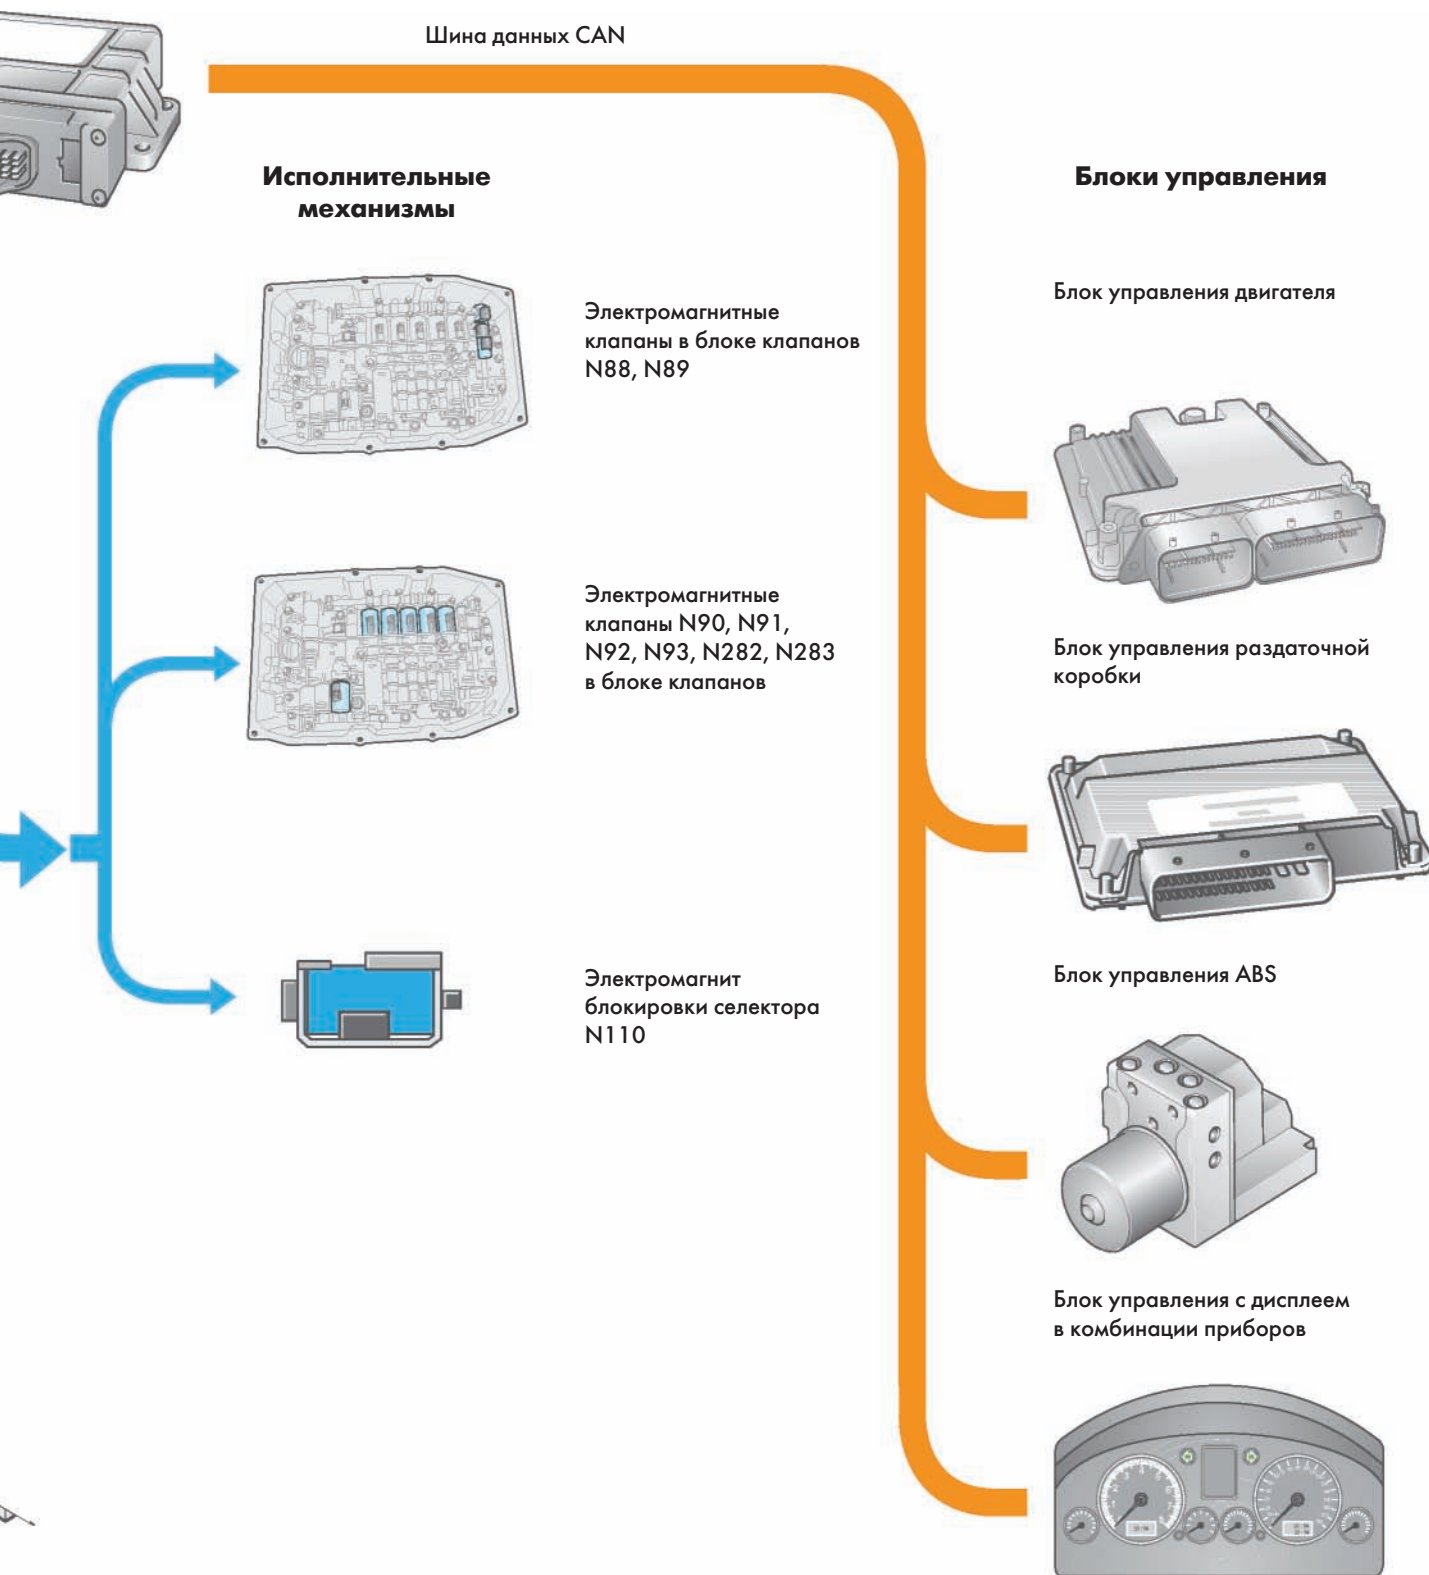 Шина данных CAN
Исполнительные
механизмы
Электромагнитные
клапаны в блоке клапанов
N88, N89
Электромагнитные
клапаны N90, N91,
N92, N93, N282, N283
в блоке клапанов
Электромагнит
блокировки селектора
N110
Блоки управления
Блок управления двигателя
Блок управления раздаточной
коробки
Блок управления ABS
Блок управления с дисплеем
в комбинации приборов